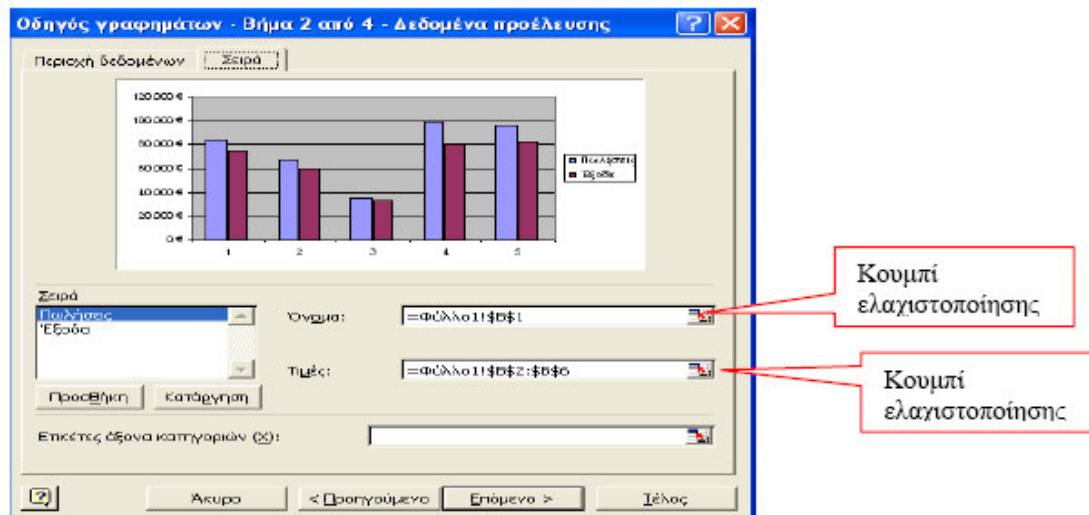 Οδηγός γραφημάτων - Βήμα 2 από 4 - Δεδομένα προέλευσης
Περιοχή δεδομένων Σειρά
120.000 €
100.000 €
80.000 €
60.000 €
40.000 €
20.000 €
0 €
1 2 3 4 5
Πωλήσεις
Έξοδα
Κουμπί
ελαχιστοποίησης
Σειρά
Πωλήσεις
Έξοδα
Όνομα: =Φύλλο1!$B$1
Τιμές: =Φύλλο1!$B$2:$B$6
Κουμπί
ελαχιστοποίησης
Προσθήκη Κατάργηση
Ετικέτες άξονα κατηγοριών (X):
Άκυρο < Προηγούμενο Επόμενο > Τέλος